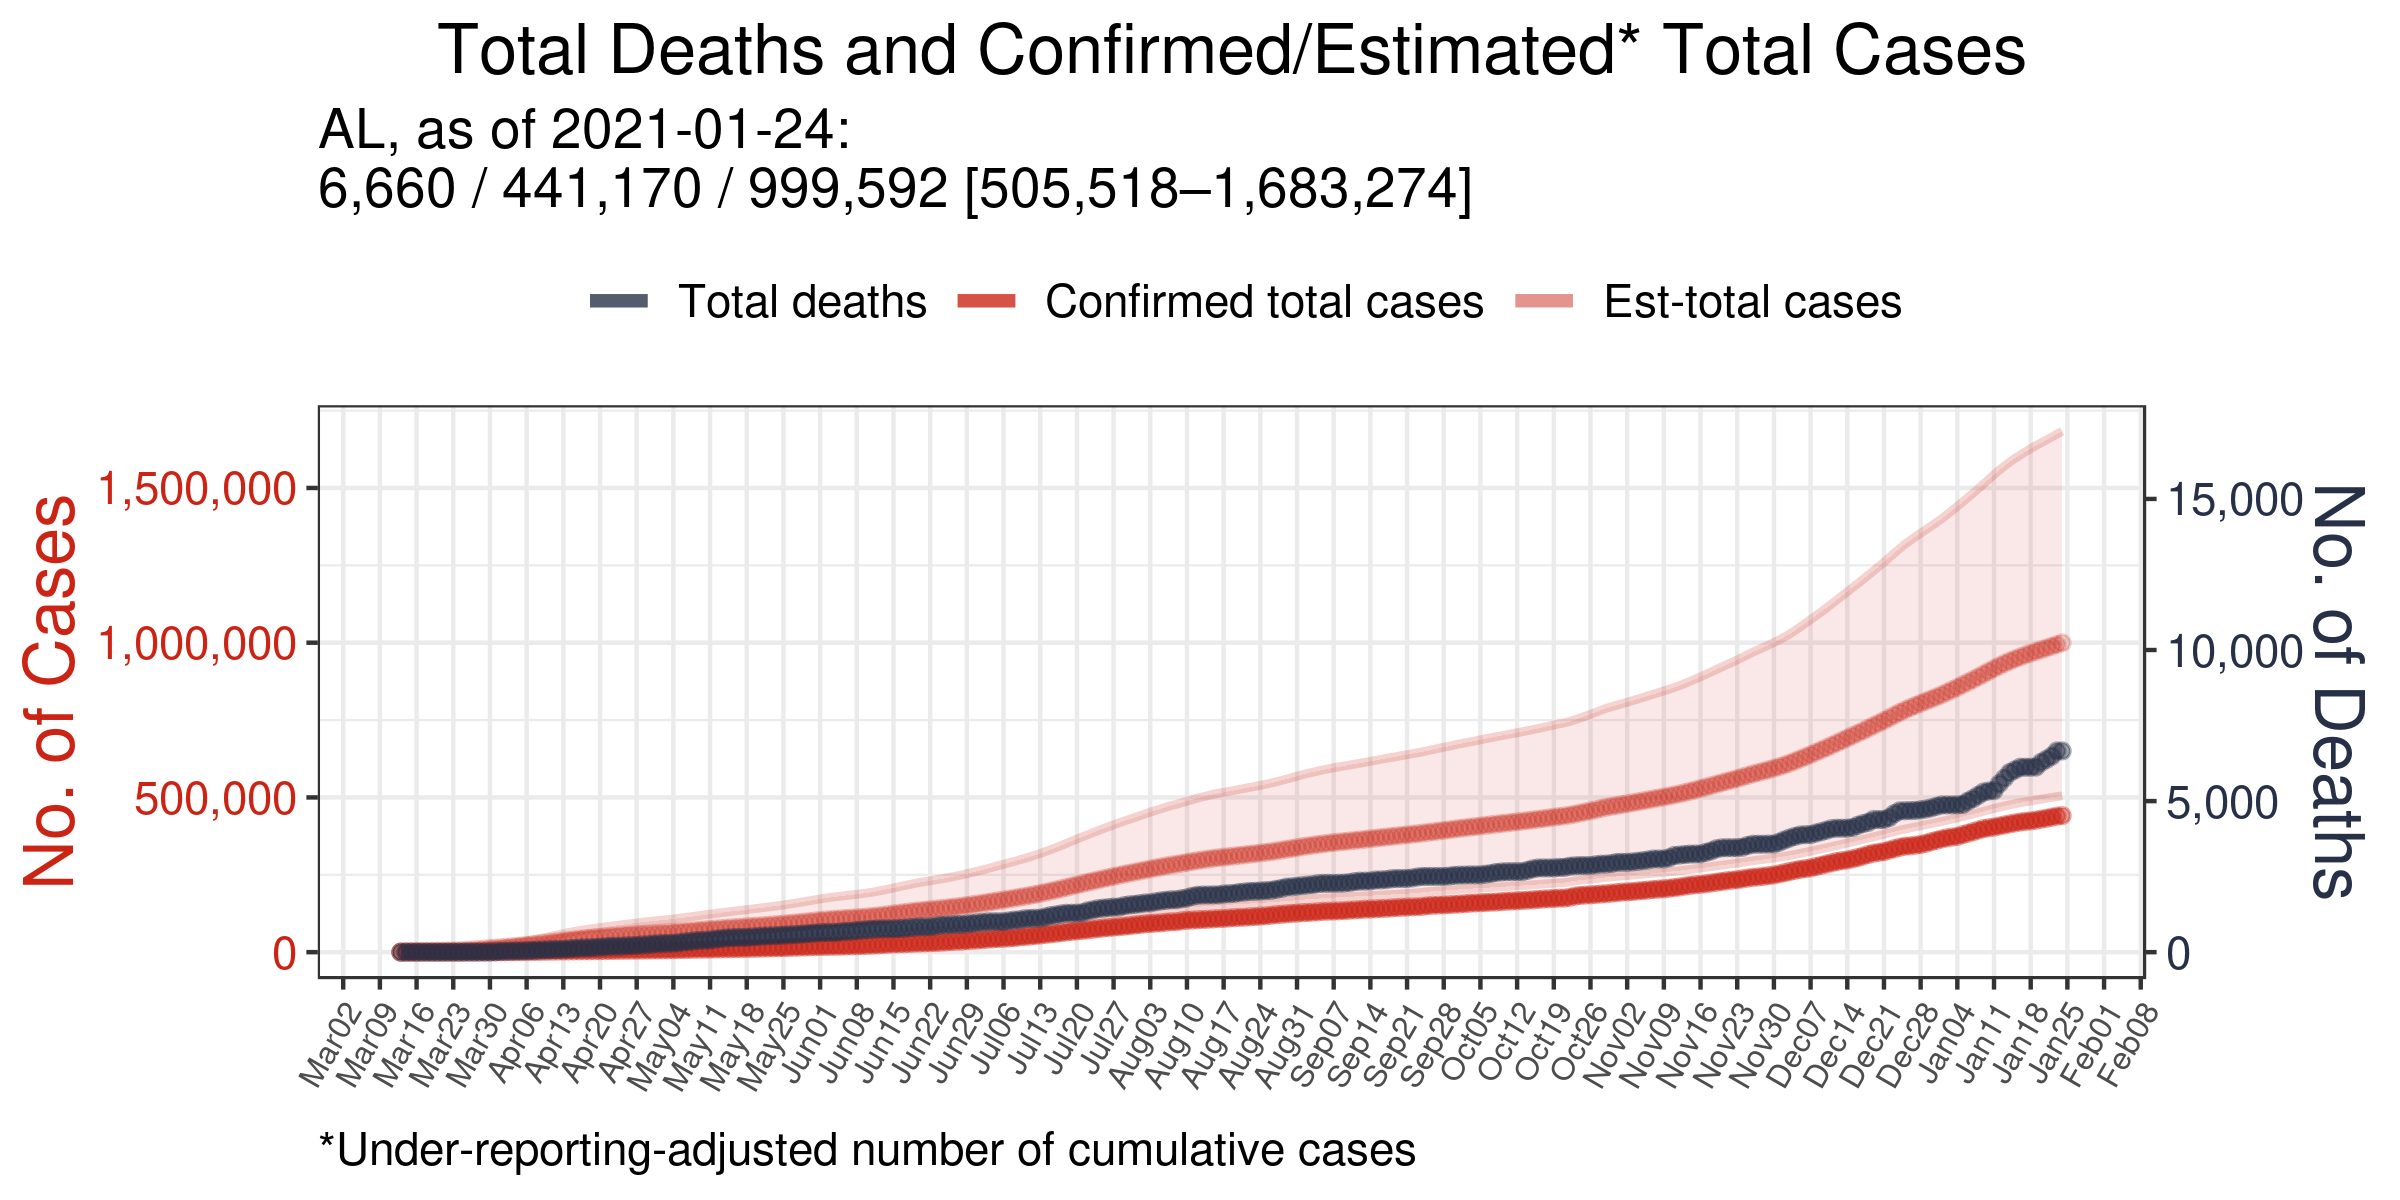 Total Deaths and Confirmed/Estimated* Total Cases
AL, as of 2021-01-24:
6,660 / 441,170 / 999,592 [505,518–1,683,274]
Total deaths
Confirmed total cases
Est-total cases
No. of Cases
1,500,000
1,000,000
500,000
0
15,000
10,000
5,000
0
No. of Deaths
Mar02
Mar09
Mar16
Mar23
Mar30
Apr06
Apr13
Apr20
Apr27
May04
May11
May18
May25
Jun01
Jun08
Jun15
Jun22
Jun29
Jul06
Jul13
Jul20
Jul27
Aug03
Aug10
Aug17
Aug24
Aug31
Sep07
Sep14
Sep21
Sep28
Oct05
Oct12
Oct19
Oct26
Nov02
Nov09
Nov16
Nov23
Nov30
Dec07
Dec14
Dec21
Dec28
Jan04
Jan11
Jan18
Jan25
Feb01
Feb08
*Under-reporting-adjusted number of cumulative cases